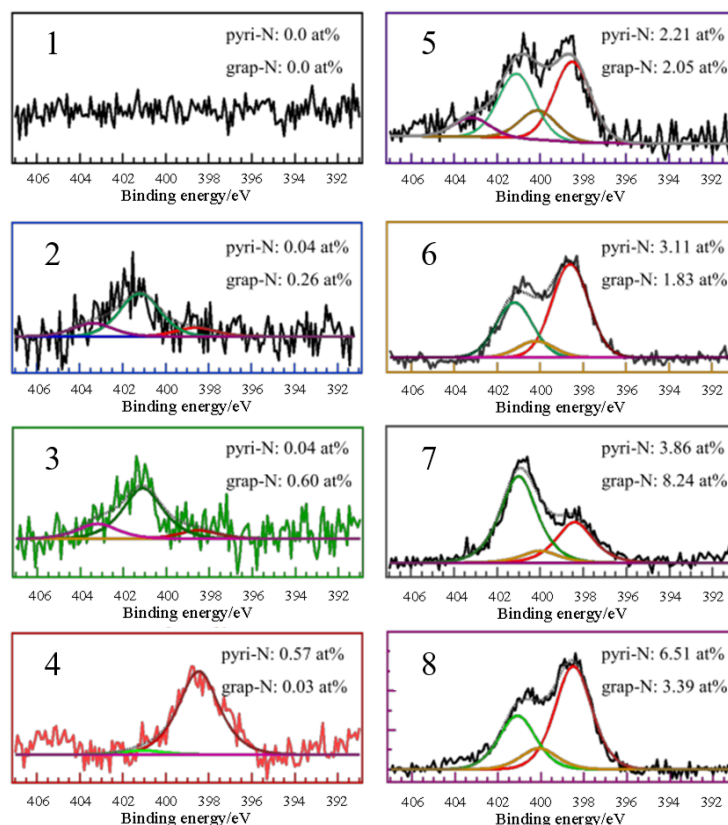 1
pyri-N: 0.0 at%
grap-N: 0.0 at%
406 404 402 400 398 396 394 392
Binding energy/eV
2
pyri-N: 0.04 at%
grap-N: 0.26 at%
406 404 402 400 398 396 394 392
Binding energy/eV
3
pyri-N: 0.04 at%
grap-N: 0.60 at%
406 404 402 400 398 396 394 392
Binding energy/eV
4
pyri-N: 0.57 at%
grap-N: 0.03 at%
406 404 402 400 398 396 394 392
Binding energy/eV
5
pyri-N: 2.21 at%
grap-N: 2.05 at%
406 404 402 400 398 396 394 392
Binding energy/eV
6
pyri-N: 3.11 at%
grap-N: 1.83 at%
406 404 402 400 398 396 394 392
Binding energy/eV
7
pyri-N: 3.86 at%
grap-N: 8.24 at%
406 404 402 400 398 396 394 392
Binding energy/eV
8
pyri-N: 6.51 at%
grap-N: 3.39 at%
406 404 402 400 398 396 394 392
Binding energy/eV